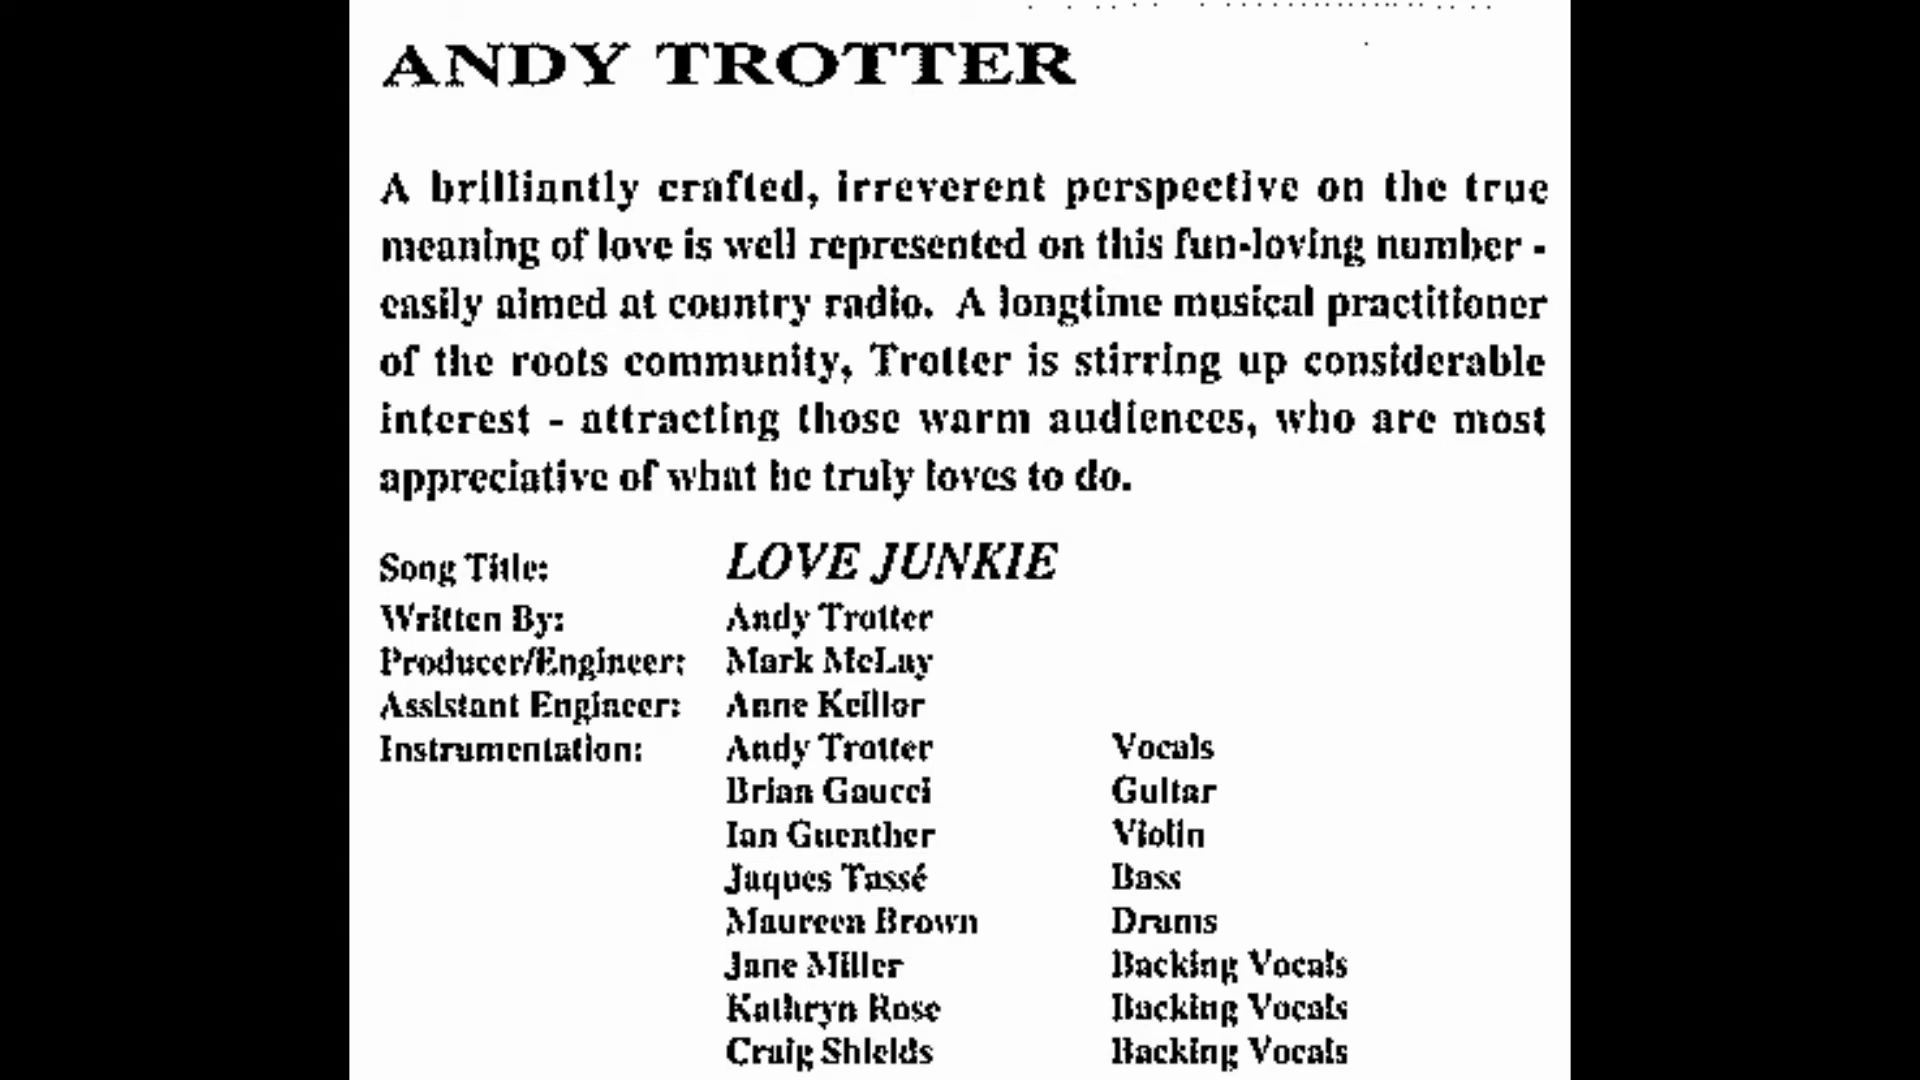 ANDY TROTTER
A brilliantly crafted, irreverent perspective on the true
meaning of love is well represented on this fun-loving number -
easily aimed at country radio. A longtime musical practitioner
of the roots community, Trotter is stirring up considerable
interest - attracting those warm audiences, who are most
appreciative of what he truly loves to do.
Song Title: LOVE JUNKIE
Written By: Andy Trotter
Producer/Engineer: Mark McLay
Assistant Engineer: Anne Keillor
Instrumentation: Andy Trotter Vocals
Brian Gaucci Guitar
Ian Guenther Violin
Jaques Tassé Bass
Maureen Brown Drums
Jane Miller Backing Vocals
Kathryn Rose Backing Vocals
Craig Shields Backing Vocals